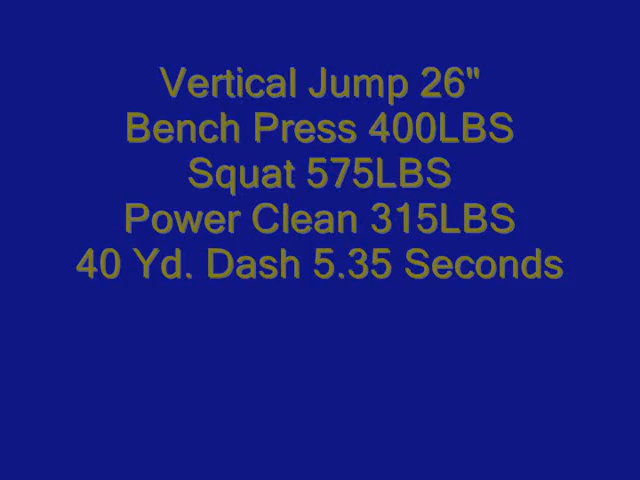 Vertical Jump 26"
Bench Press 400LBS
Squat 575LBS
Power Clean 315LBS
40 Yd. Dash 5.35 Seconds